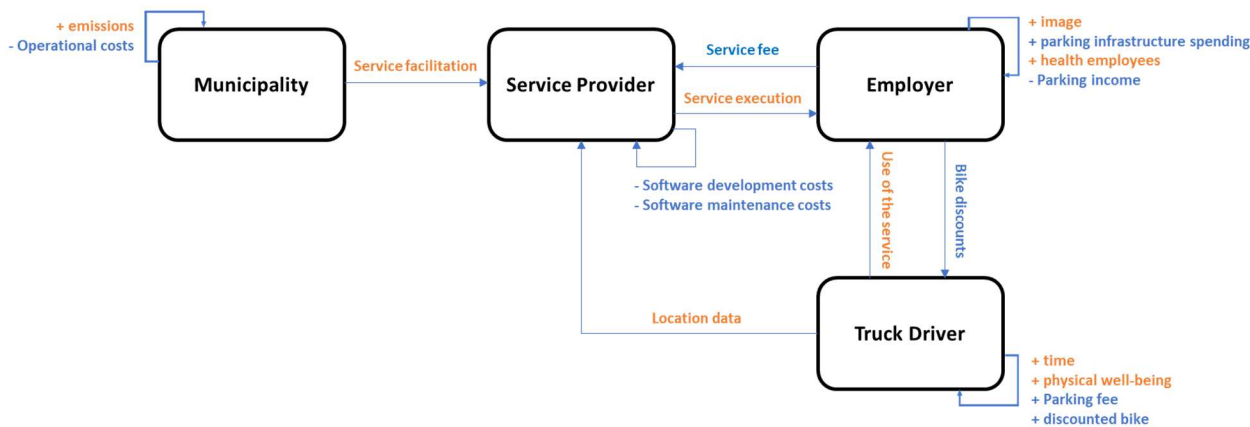 + emissions
- Operational costs
Municipality
Service facilitation
Service Provider
Service fee
Service execution
- Software development costs
- Software maintenance costs
Employer
+ image
+ parking infrastructure spending
+ health employees
- Parking income
Use of the service
Bike discounts
Location data
Truck Driver
+ time
+ physical well-being
+ Parking fee
+ discounted bike